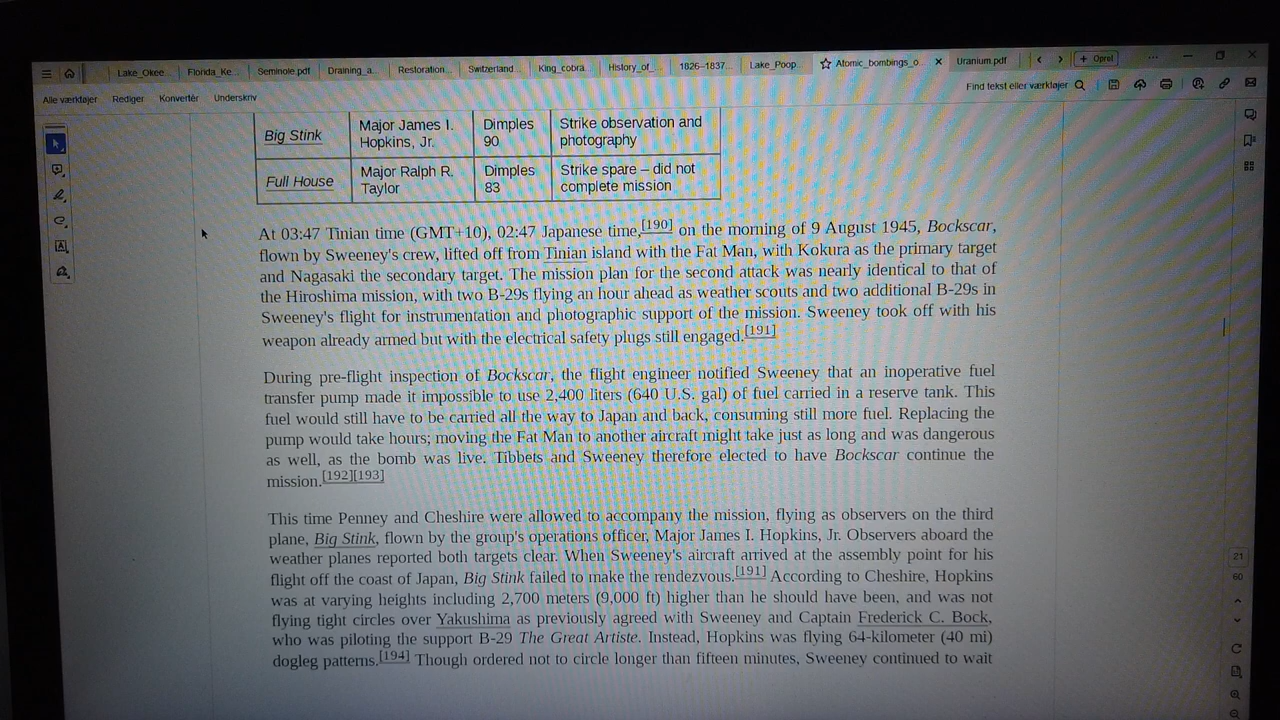 Lake_Okee...
Florida_Ke...
Seminole.pdf
Draining_a...
Restoration...
Switzerland...
King_cobra...
History_of_...
1826–1837...
Lake_Poop...
Atomic_bombings_o...
Uranium.pdf
+ Opret
Alle værktøjer Rediger Konvertér Underskriv
Find tekst eller værktøjer
Big Stink Major James I. Hopkins, Jr. Dimples 90 Strike observation and photography
Full House Major Ralph R. Taylor Dimples 83 Strike spare – did not complete mission
At 03:47 Tinian time (GMT+10), 02:47 Japanese time,[190] on the morning of 9 August 1945, Bockscar,
flown by Sweeney's crew, lifted off from Tinian island with the Fat Man, with Kokura as the primary target
and Nagasaki the secondary target. The mission plan for the second attack was nearly identical to that of
the Hiroshima mission, with two B-29s flying an hour ahead as weather scouts and two additional B-29s in
Sweeney's flight for instrumentation and photographic support of the mission. Sweeney took off with his
weapon already armed but with the electrical safety plugs still engaged.[191]
During pre-flight inspection of Bockscar, the flight engineer notified Sweeney that an inoperative fuel
transfer pump made it impossible to use 2,400 liters (640 U.S. gal) of fuel carried in a reserve tank. This
fuel would still have to be carried all the way to Japan and back, consuming still more fuel. Replacing the
pump would take hours; moving the Fat Man to another aircraft might take just as long and was dangerous
as well, as the bomb was live. Tibbets and Sweeney therefore elected to have Bockscar continue the
mission.[192][193]
This time Penney and Cheshire were allowed to accompany the mission, flying as observers on the third
plane, Big Stink, flown by the group's operations officer, Major James I. Hopkins, Jr. Observers aboard the
weather planes reported both targets clear. When Sweeney's aircraft arrived at the assembly point for his
flight off the coast of Japan, Big Stink failed to make the rendezvous.[191] According to Cheshire, Hopkins
was at varying heights including 2,700 meters (9,000 ft) higher than he should have been, and was not
flying tight circles over Yakushima as previously agreed with Sweeney and Captain Frederick C. Bock,
who was piloting the support B-29 The Great Artiste. Instead, Hopkins was flying 64-kilometer (40 mi)
dogleg patterns.[194] Though ordered not to circle longer than fifteen minutes, Sweeney continued to wait
21
60